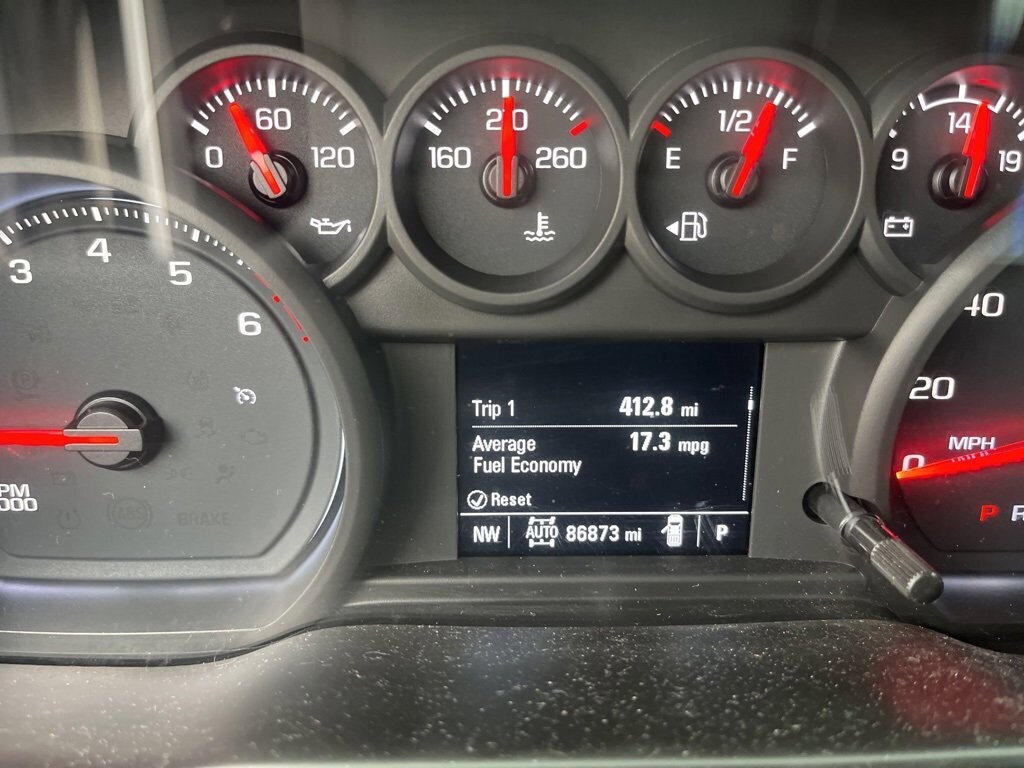 60
0 120
210
160 260
1/2
E F
14
9 19
3 4 5 6
40
20
0
MPH
Trip 1 412.8 mi
Average 17.3 mpg
Fuel Economy
Reset
NW AUTO 86873 mi P
BRAKE
ABS
P